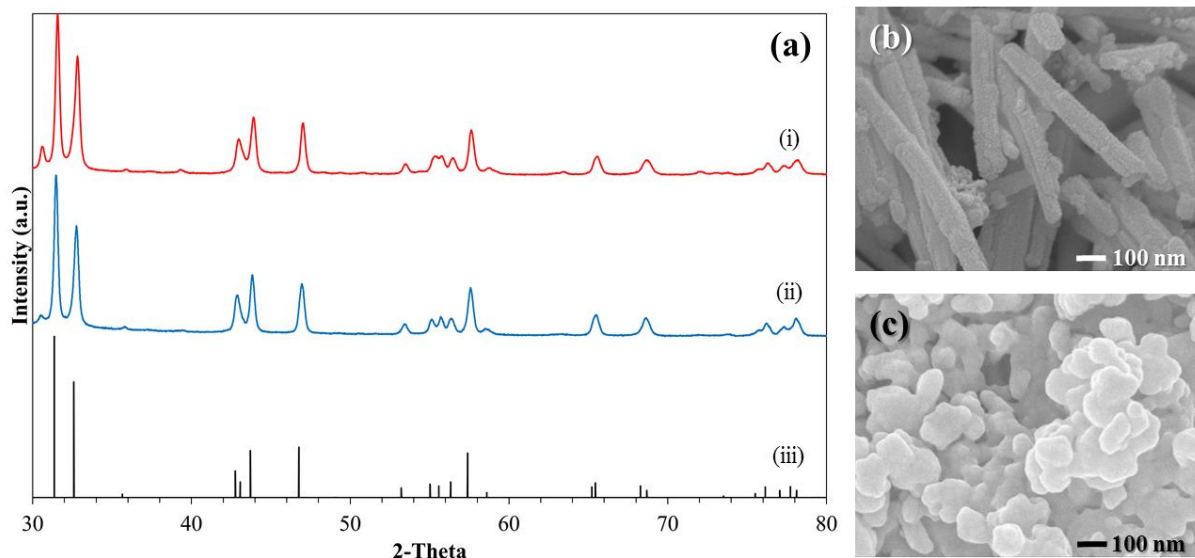 (a)
(i)
(ii)
(iii)
Intensity (a.u.)
30 40 50 60 70 80
2-Theta
(b)
100 nm
(c)
100 nm